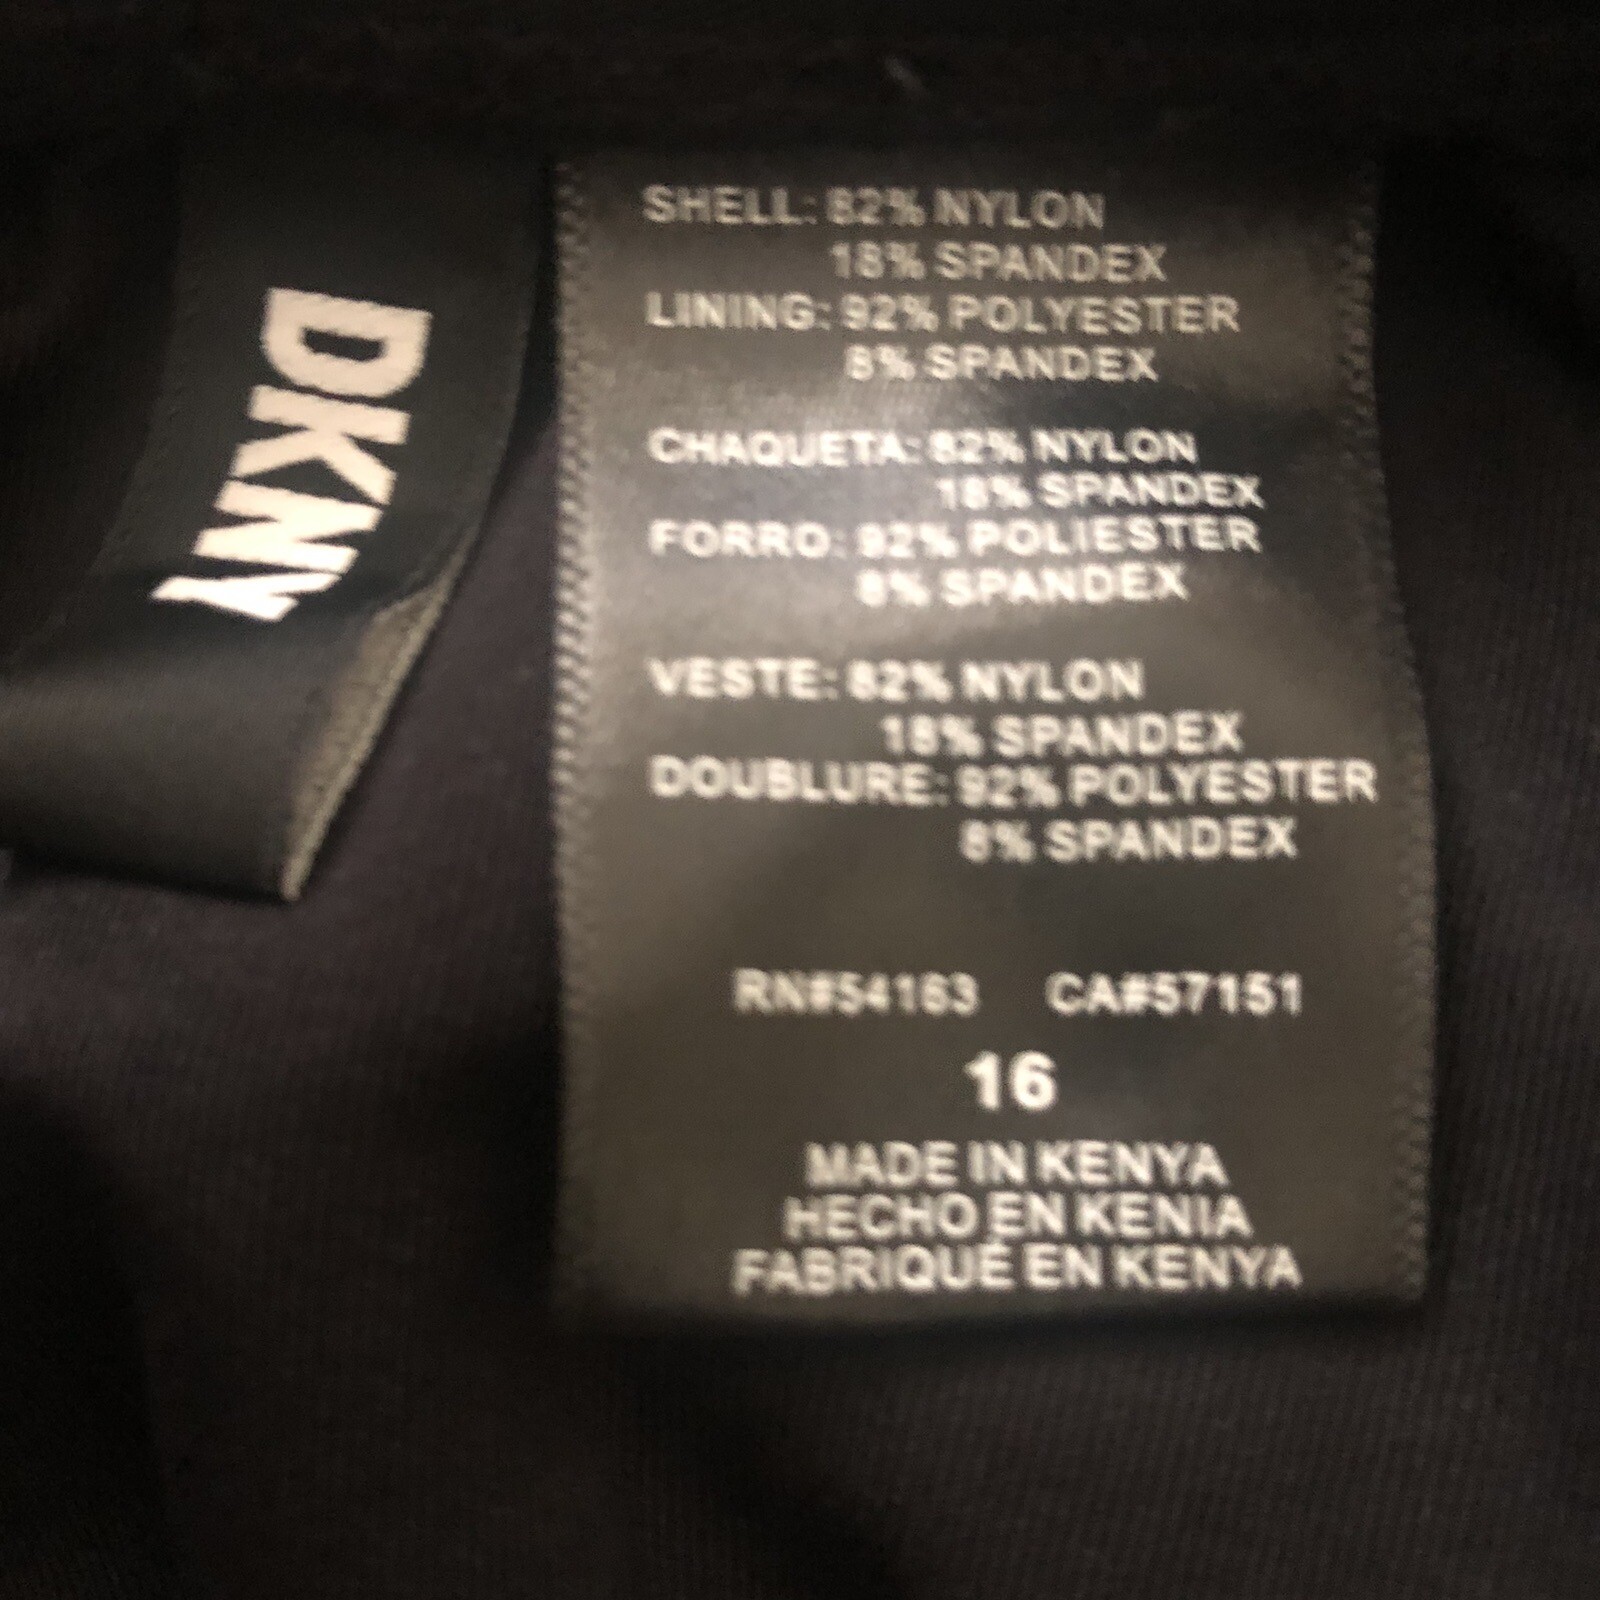 DKNY
SHELL: 82% NYLON
18% SPANDEX
LINING: 92% POLYESTER
8% SPANDEX
CHAQUETA: 82% NYLON
18% SPANDEX
FORRO: 92% POLIESTER
8% SPANDEX
VESTE: 82% NYLON
18% SPANDEX
DOUBLURE: 92% POLYESTER
8% SPANDEX
RN#54163 CA#57151
16
MADE IN KENYA
HECHO EN KENIA
FABRIQUÉ EN KENYA